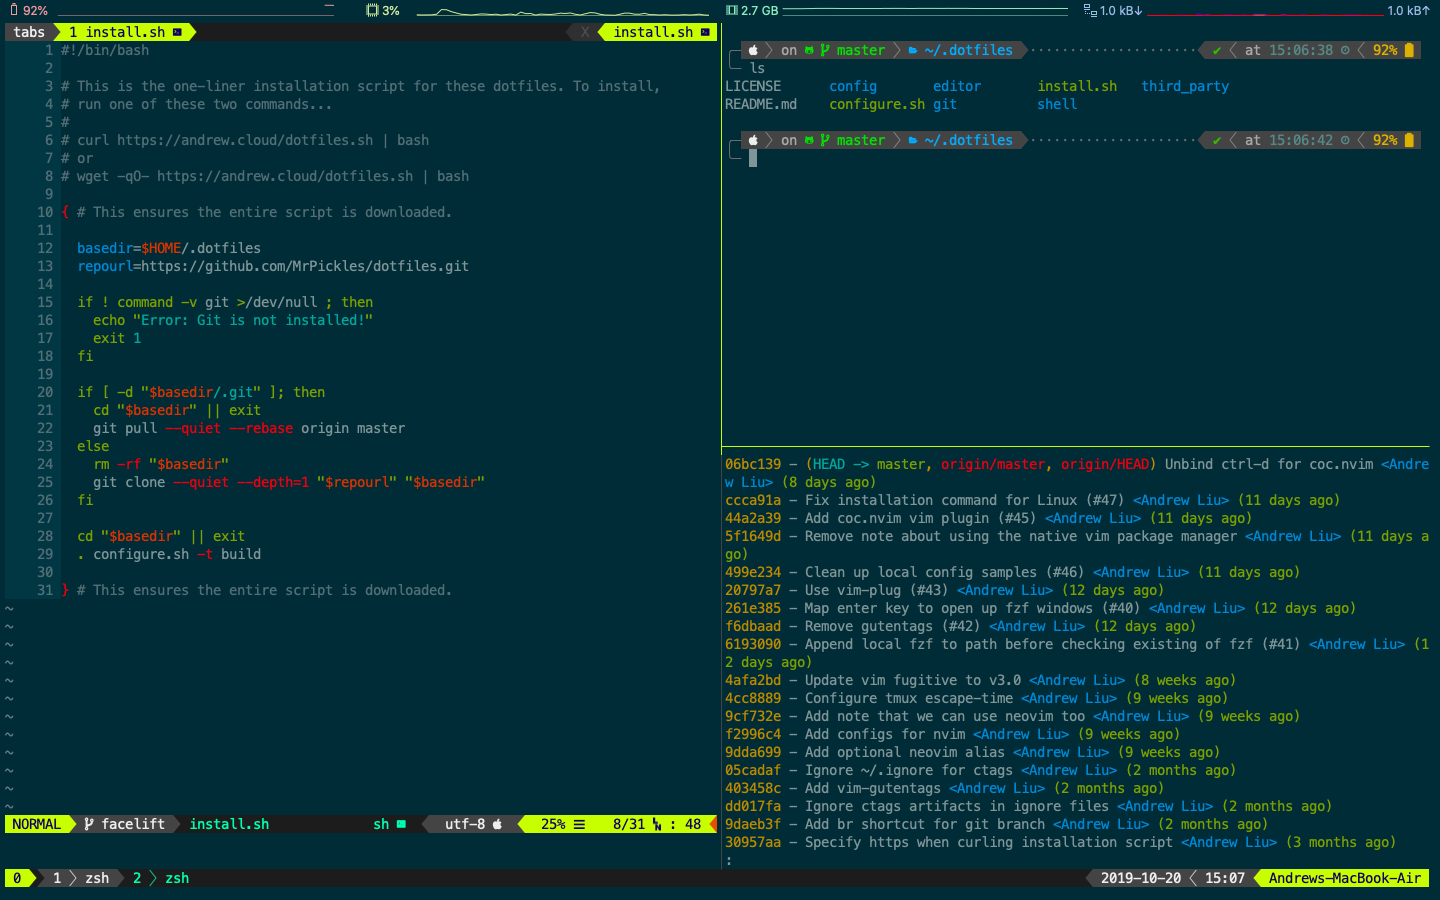 92%
3%
2.7 GB
1.0 kB↓
1.0 kB↑
tabs 1 install.sh
X install.sh
1 #!/bin/bash
2
3 # This is the one-liner installation script for these dotfiles. To install,
4 # run one of these two commands...
5 #
6 # curl https://andrew.cloud/dotfiles.sh | bash
7 # or
8 # wget -qO- https://andrew.cloud/dotfiles.sh | bash
9
10 { # This ensures the entire script is downloaded.
11
12 basedir=$HOME/.dotfiles
13 repourl=https://github.com/MrPickles/dotfiles.git
14
15 if ! command -v git >/dev/null ; then
16 echo "Error: Git is not installed!"
17 exit 1
18 fi
19
20 if [ -d "$basedir/.git" ]; then
21 cd "$basedir" || exit
22 git pull --quiet --rebase origin master
23 else
24 rm -rf "$basedir"
25 git clone --quiet --depth=1 "$repourl" "$basedir"
26 fi
27
28 cd "$basedir" || exit
29 . configure.sh -t build
30
31 } # This ensures the entire script is downloaded.
~
~
~
~
~
~
~
~
~
~
~
~
NORMAL facelift install.sh sh utf-8 25% 8/31 : 48
on master ~/.dotfiles ✔ at 15:06:38 92%
ls
LICENSE config editor install.sh third_party
README.md configure.sh git shell
on master ~/.dotfiles ✔ at 15:06:42 92%
06bc139 - (HEAD -> master, origin/master, origin/HEAD) Unbind ctrl-d for coc.nvim <Andre
w Liu> (8 days ago)
ccca91a - Fix installation command for Linux (#47) <Andrew Liu> (11 days ago)
44a2a39 - Add coc.nvim vim plugin (#45) <Andrew Liu> (11 days ago)
5f1649d - Remove note about using the native vim package manager <Andrew Liu> (11 days a
go)
499e234 - Clean up local config samples (#46) <Andrew Liu> (11 days ago)
20797a7 - Use vim-plug (#43) <Andrew Liu> (12 days ago)
261e385 - Map enter key to open up fzf windows (#40) <Andrew Liu> (12 days ago)
f6dbaad - Remove gutentags (#42) <Andrew Liu> (12 days ago)
6193090 - Append local fzf to path before checking existing of fzf (#41) <Andrew Liu> (1
2 days ago)
4afa2bd - Update vim fugitive to v3.0 <Andrew Liu> (8 weeks ago)
4cc8889 - Configure tmux escape-time <Andrew Liu> (9 weeks ago)
9cf732e - Add note that we can use neovim too <Andrew Liu> (9 weeks ago)
f2996c4 - Add configs for nvim <Andrew Liu> (9 weeks ago)
9dda699 - Add optional neovim alias <Andrew Liu> (9 weeks ago)
05cadaf - Ignore ~/.ignore for ctags <Andrew Liu> (2 months ago)
403458c - Add vim-gutentags <Andrew Liu> (2 months ago)
dd017fa - Ignore ctags artifacts in ignore files <Andrew Liu> (2 months ago)
9daeb3f - Add br shortcut for git branch <Andrew Liu> (2 months ago)
30957aa - Specify https when curling installation script <Andrew Liu> (3 months ago)
:
0 1 zsh 2 zsh
2019-10-20 15:07 Andrews-MacBook-Air